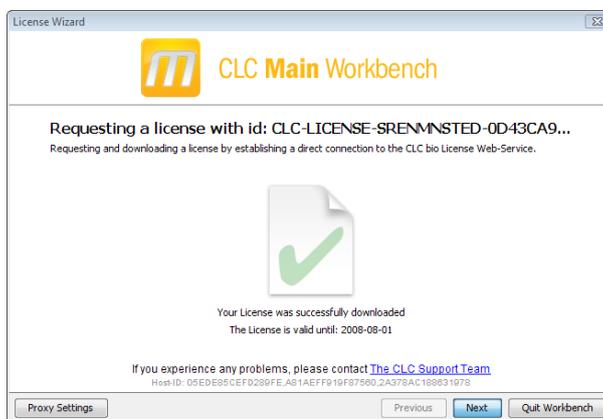 License Wizard
CLC Main Workbench
Requesting a license with id: CLC-LICENSE-SRENMNSTED-0D43CA9...
Requesting and downloading a license by establishing a direct connection to the CLC bio License Web-Service.
Your License was successfully downloaded
The License is valid until: 2008-08-01
If you experience any problems, please contact The CLC Support Team
Host-ID: 05EDE85CEFD289FE,A81AEFF919F87560,2A378AC188631978
Proxy Settings Previous Next Quit Workbench